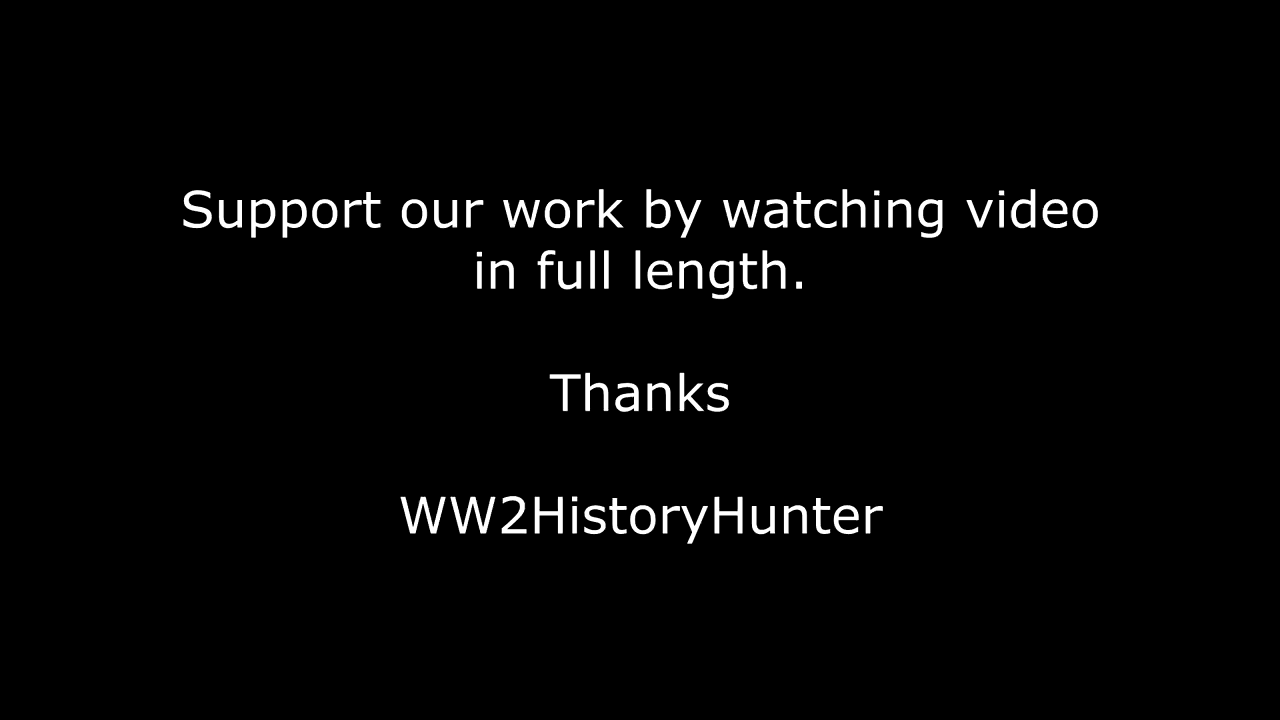 Support our work by watching video
in full length.
Thanks
WW2HistoryHunter